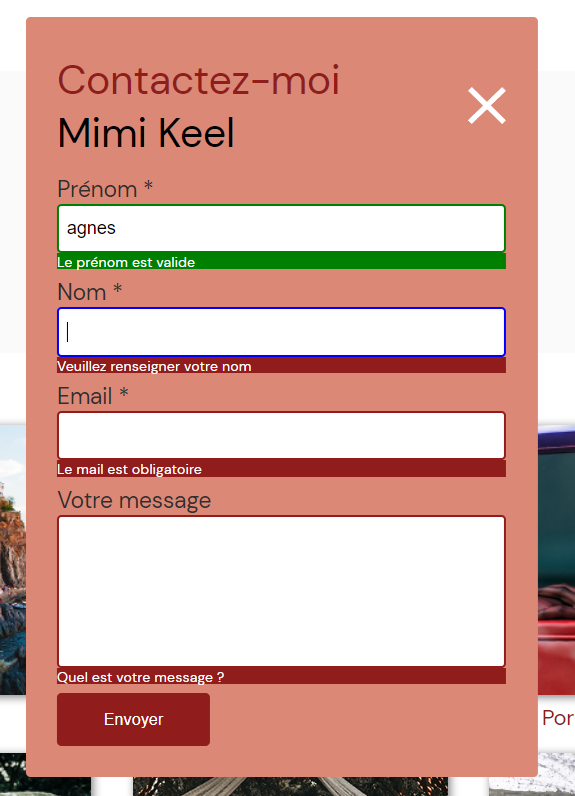 Contactez-moi
Mimi Keel
Prénom *
agnes
Le prénom est valide
Nom *
Veuillez renseigner votre nom
Email *
Le mail est obligatoire
Votre message
Quel est votre message ?
Envoyer
Por